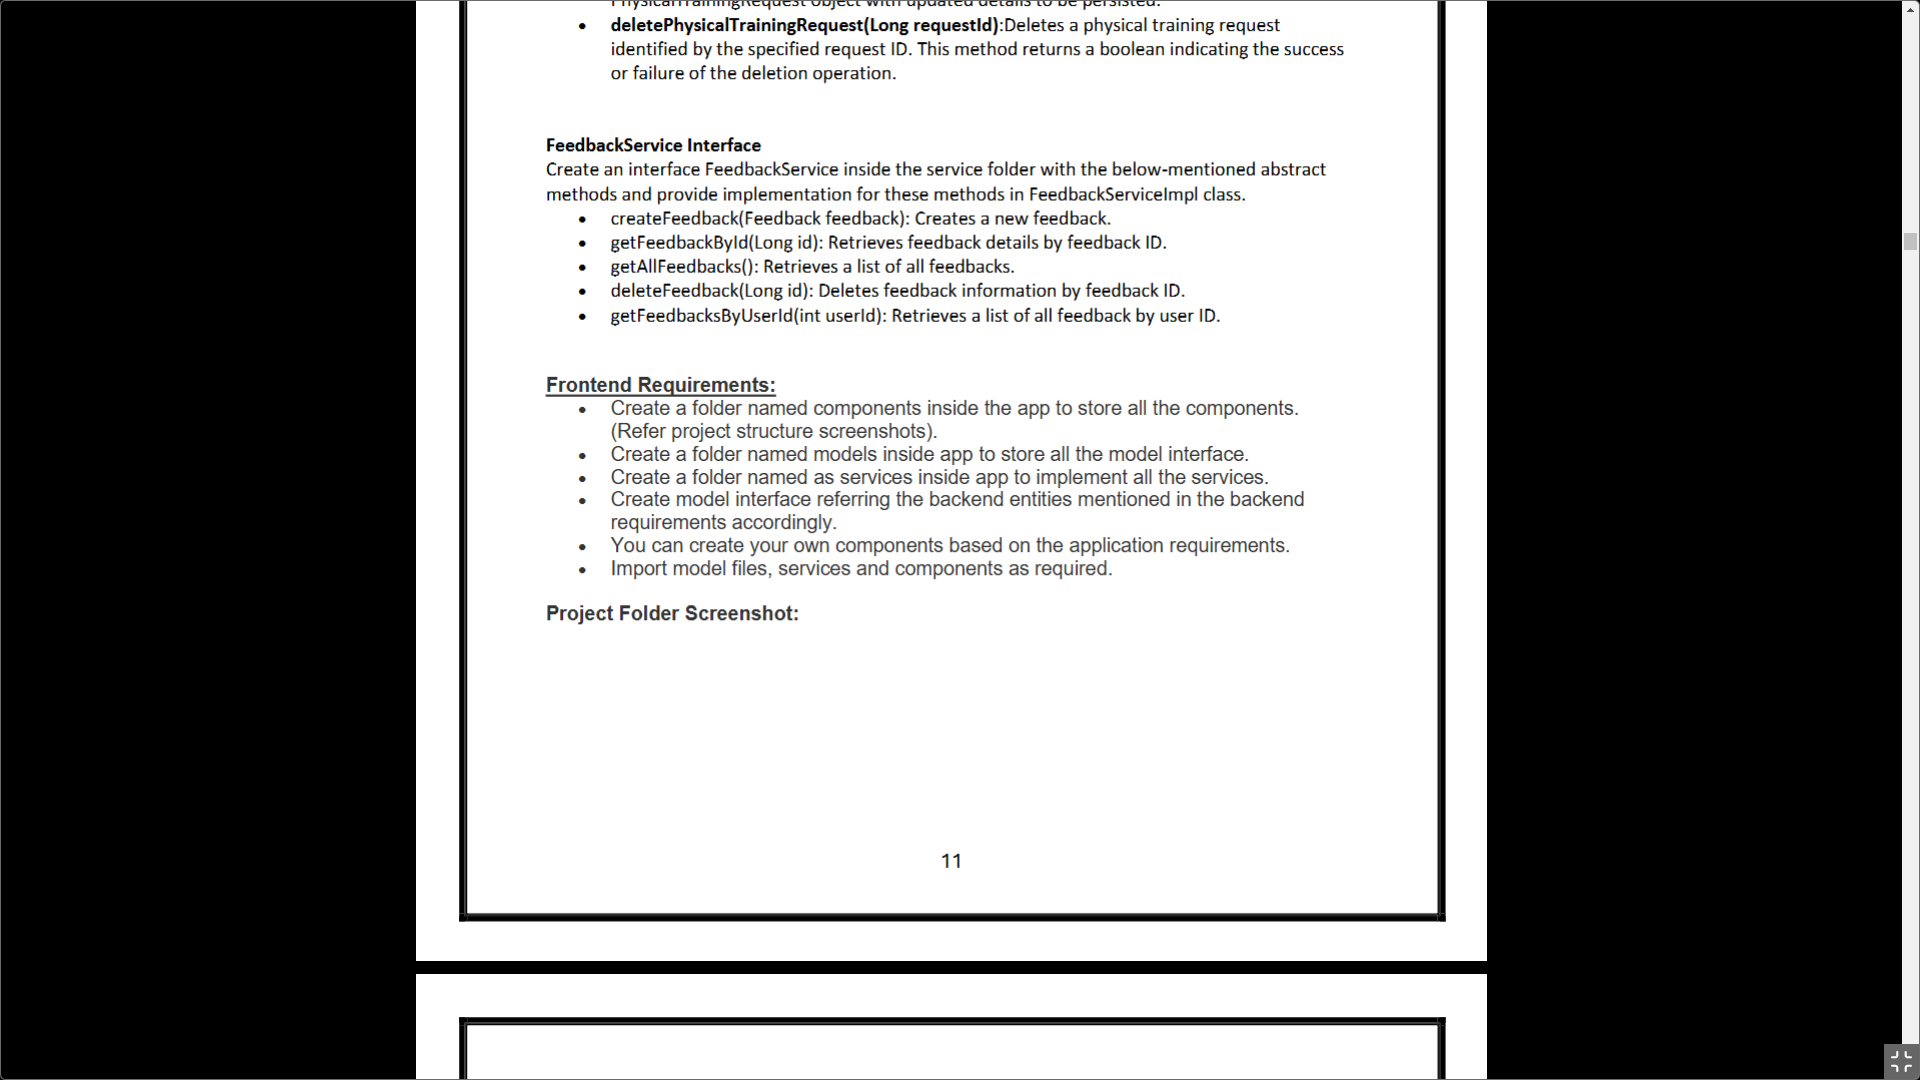 PhysicalTrainingRequest object with updated details to be persisted.
• deletePhysicalTrainingRequest(Long requestId):Deletes a physical training request
identified by the specified request ID. This method returns a boolean indicating the success
or failure of the deletion operation.
FeedbackService Interface
Create an interface FeedbackService inside the service folder with the below-mentioned abstract
methods and provide implementation for these methods in FeedbackServiceImpl class.
• createFeedback(Feedback feedback): Creates a new feedback.
• getFeedbackById(Long id): Retrieves feedback details by feedback ID.
• getAllFeedbacks(): Retrieves a list of all feedbacks.
• deleteFeedback(Long id): Deletes feedback information by feedback ID.
• getFeedbacksByUserId(int userId): Retrieves a list of all feedback by user ID.
Frontend Requirements:
• Create a folder named components inside the app to store all the components.
(Refer project structure screenshots).
• Create a folder named models inside app to store all the model interface.
• Create a folder named as services inside app to implement all the services.
• Create model interface referring the backend entities mentioned in the backend
requirements accordingly.
• You can create your own components based on the application requirements.
• Import model files, services and components as required.
Project Folder Screenshot:
11